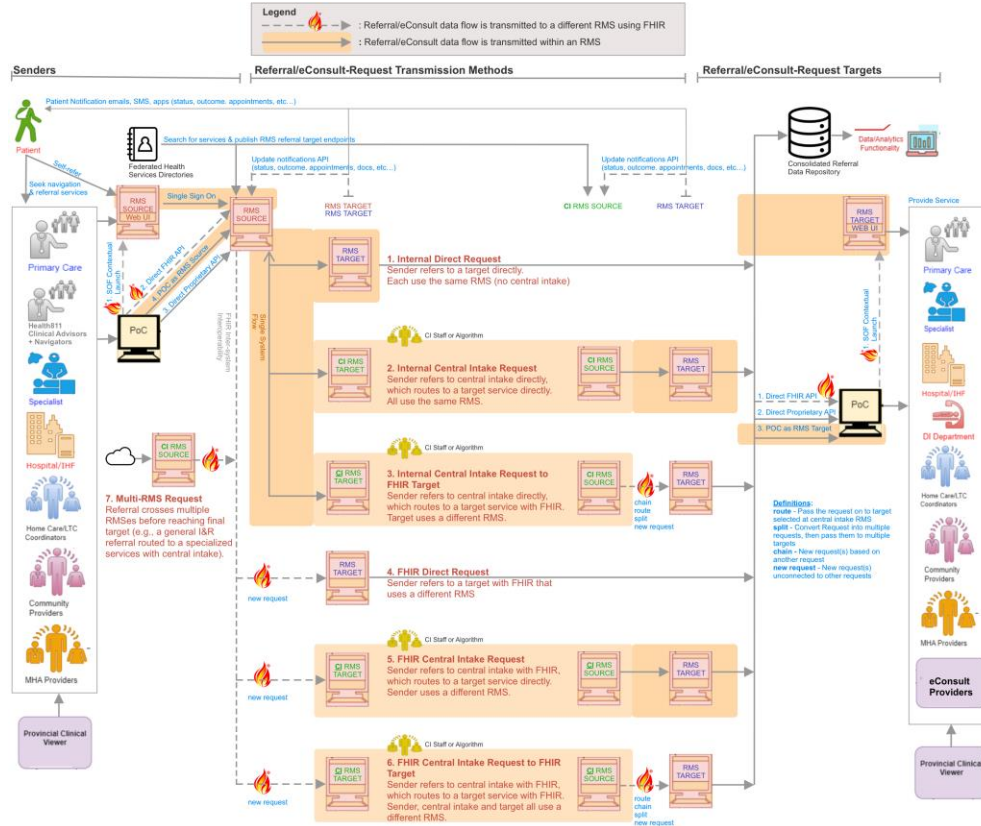 Legend
: Referral/eConsult data flow is transmitted to a different RMS using FHIR
: Referral/eConsult data flow is transmitted within an RMS
Senders
Referral/eConsult-Request Transmission Methods
Referral/eConsult-Request Targets
Patient Notification emails, SMS, apps (status, outcome. appointments, etc...)
Patient
Self-refer
Seek navigation
& referral services
Federated Health
Services Directories
Search for services & publish RMS referral target endpoints
Update notifications API
(status, outcome, appointments, docs, etc...)
Update notifications API
(status, outcome, appointments, docs, etc...)
Consolidated Referral
Data Repository
Data/Analytics
Functionality
RMS
SOURCE
Web UI
Single Sign On
RMS
SOURCE
RMS TARGET
RMS TARGET
CI RMS SOURCE
RMS TARGET
RMS
TARGET
WEB UI
Provide Service
1. SOF Contextual
Launch
2. Direct FHIR API
4. POC as RMS Source
3. Direct Proprietary API
PoC
FHIR Inter-system
Interoperability
Single System
Flow
Primary Care
Health811
Clinical Advisors
+ Navigators
Specialist
Hospital/IHF
Home Care/LTC
Coordinators
Community
Providers
MHA Providers
Provincial Clinical
Viewer
RMS
TARGET
1. Internal Direct Request
Sender refers to a target directly.
Each use the same RMS (no central intake)
CI Staff or Algorithm
CI RMS
TARGET
2. Internal Central Intake Request
Sender refers to central intake directly,
which routes to a target service directly.
All use the same RMS.
CI RMS
SOURCE
RMS
TARGET
CI Staff or Algorithm
CI RMS
TARGET
3. Internal Central Intake Request to
FHIR Target
Sender refers to central intake directly,
which routes to a target service with FHIR.
Target uses a different RMS.
CI RMS
SOURCE
chain
route
split
new request
RMS
TARGET
CI RMS
SOURCE
7. Multi-RMS Request
Referral crosses multiple
RMSes before reaching final
target (e.g., a general I&R
referral routed to a specialized
services with central intake).
new request
RMS
TARGET
4. FHIR Direct Request
Sender refers to a target with FHIR that
uses a different RMS
CI Staff or Algorithm
new request
CI RMS
TARGET
5. FHIR Central Intake Request
Sender refers to central intake with FHIR,
which routes to a target service directly.
Sender uses a different RMS.
CI RMS
SOURCE
RMS
TARGET
CI Staff or Algorithm
new request
CI RMS
TARGET
6. FHIR Central Intake Request to FHIR
Target
Sender refers to central intake with FHIR,
which routes to a target service with FHIR.
Sender, central intake and target all use a
different RMS.
CI RMS
SOURCE
route
chain
split
new request
RMS
TARGET
1. SOF Contextual
Launch
1. Direct FHIR API
2. Direct Proprietary API
3. POC as RMS Target
PoC
Definitions:
route - Pass the request on to target
selected at central intake RMS
split - Convert Request into multiple
requests, then pass them to multiple
targets
chain - New request(s) based on
another request
new request - New request(s)
unconnected to other requests
Primary Care
Specialist
Hospital/IHF
DI Department
Home Care/LTC
Coordinators
Community
Providers
MHA Providers
eConsult
Providers
Provincial Clinical
Viewer